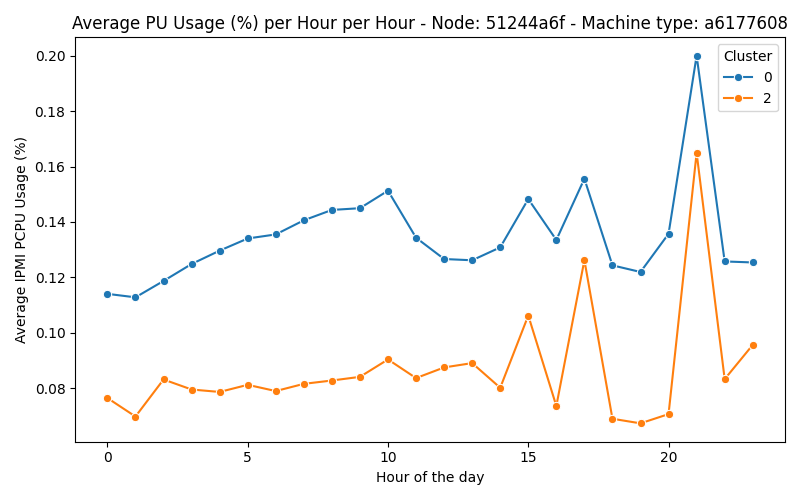 Average PU Usage (%) per Hour per Hour - Node: 51244a6f - Machine type: a6177608
Cluster
0
2
Average IPMI PCPU Usage (%)
0.20
0.18
0.16
0.14
0.12
0.10
0.08
0 5 10 15 20
Hour of the day